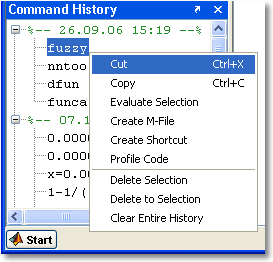 Command History
%-- 26.09.06 15:19 --%
fuzzy
Cut Ctrl+X
nntoo
Copy Ctrl+C
dfun
Evaluate Selection
funca
Create M-File
%-- 07.1
Create Shortcut
0.0000
Profile Code
0.0000
x=0.00
Delete Selection
1-1/(
Delete to Selection
Clear Entire History
Start